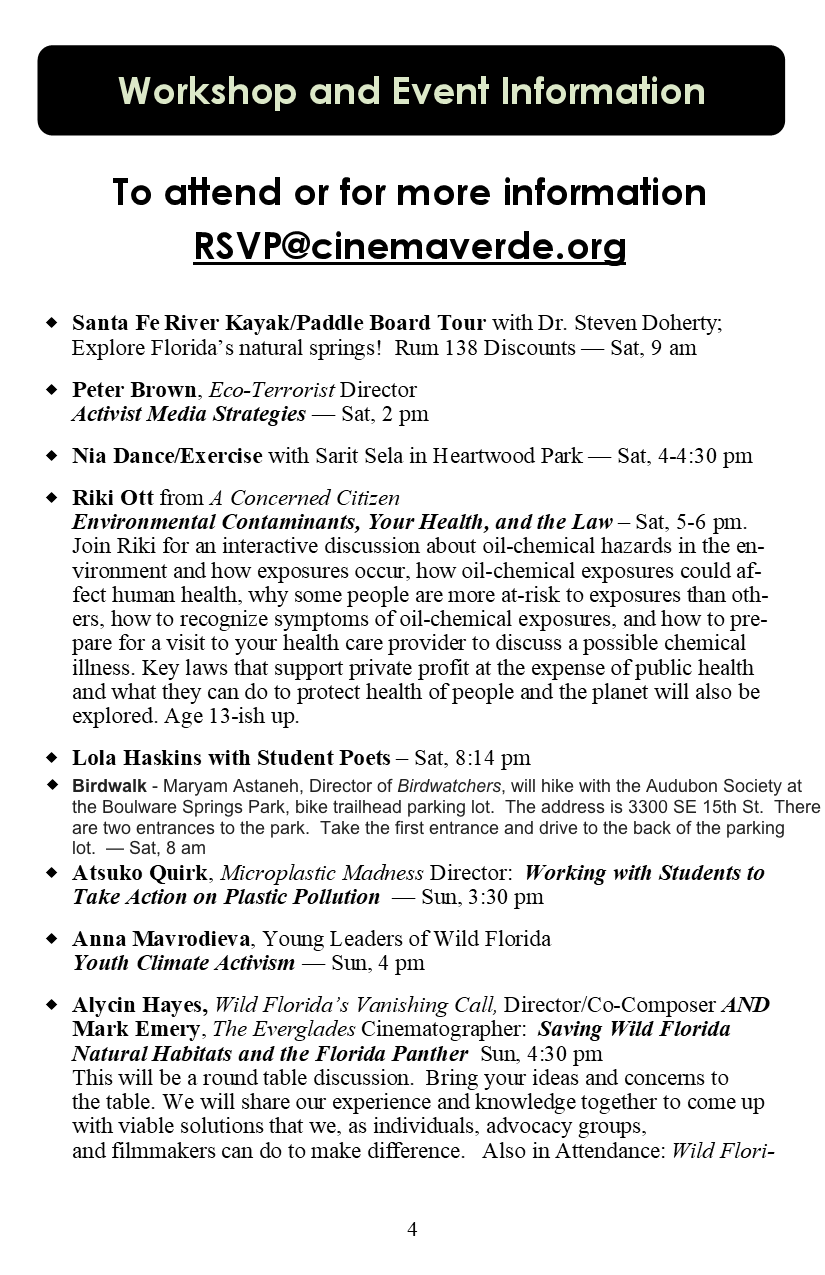 Workshop and Event Information
To attend or for more information
RSVP@cinemaverde.org
◆ Santa Fe River Kayak/Paddle Board Tour with Dr. Steven Doherty;
Explore Florida's natural springs!  Rum 138 Discounts — Sat, 9 am
◆ Peter Brown, Eco-Terrorist Director
Activist Media Strategies — Sat, 2 pm
◆ Nia Dance/Exercise with Sarit Sela in Heartwood Park — Sat, 4-4:30 pm
◆ Riki Ott from A Concerned Citizen
Environmental Contaminants, Your Health, and the Law – Sat, 5-6 pm.
Join Riki for an interactive discussion about oil-chemical hazards in the en-
vironment and how exposures occur, how oil-chemical exposures could af-
fect human health, why some people are more at-risk to exposures than oth-
ers, how to recognize symptoms of oil-chemical exposures, and how to pre-
pare for a visit to your health care provider to discuss a possible chemical
illness. Key laws that support private profit at the expense of public health
and what they can do to protect health of people and the planet will also be
explored. Age 13-ish up.
◆ Lola Haskins with Student Poets – Sat, 8:14 pm
◆ Birdwalk - Maryam Astaneh, Director of Birdwatchers, will hike with the Audubon Society at
the Boulware Springs Park, bike trailhead parking lot.  The address is 3300 SE 15th St.  There
are two entrances to the park.  Take the first entrance and drive to the back of the parking
lot.  — Sat, 8 am
◆ Atsuko Quirk, Microplastic Madness Director:  Working with Students to
Take Action on Plastic Pollution  — Sun, 3:30 pm
◆ Anna Mavrodieva, Young Leaders of Wild Florida
Youth Climate Activism — Sun, 4 pm
◆ Alycin Hayes, Wild Florida's Vanishing Call, Director/Co-Composer AND
Mark Emery, The Everglades Cinematographer:  Saving Wild Florida
Natural Habitats and the Florida Panther  Sun, 4:30 pm
This will be a round table discussion.  Bring your ideas and concerns to
the table. We will share our experience and knowledge together to come up
with viable solutions that we, as individuals, advocacy groups,
and filmmakers can do to make difference.   Also in Attendance: Wild Flori-
4